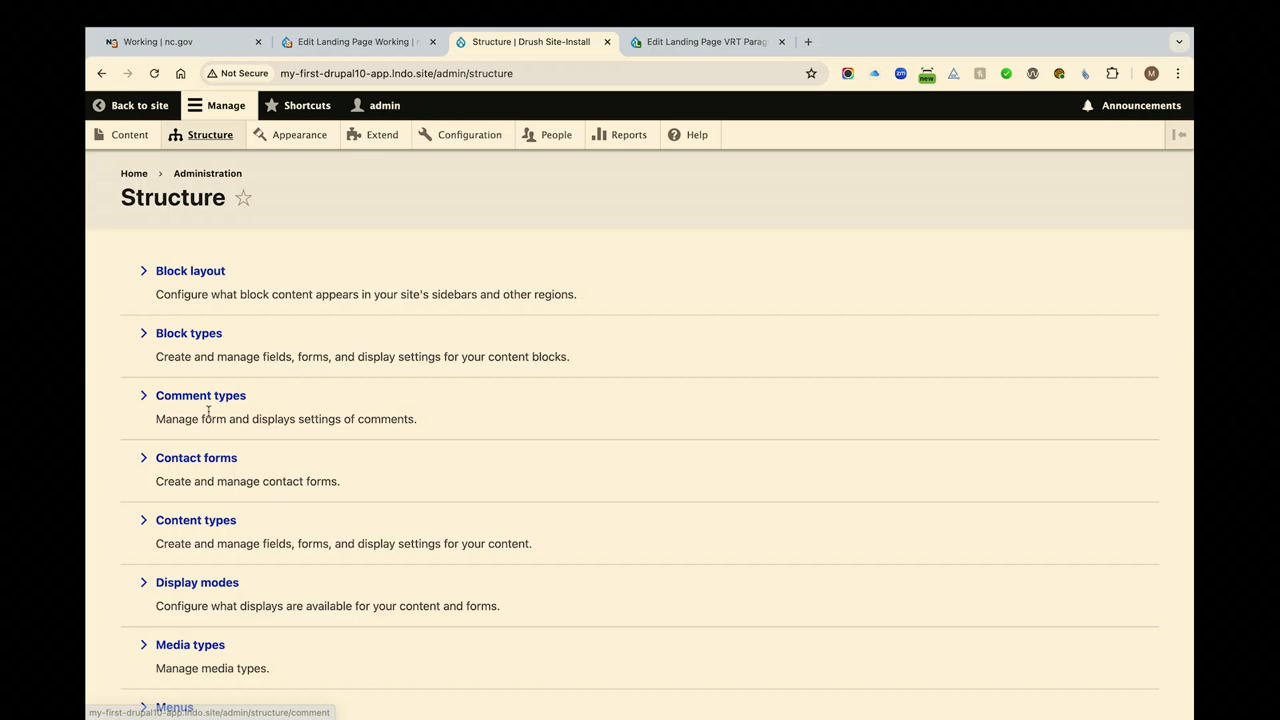 Working | nc.gov
Edit Landing Page Working |
Structure | Drush Site-Install
Edit Landing Page VRT Parag
Not Secure
my-first-drupal10-app.lndo.site/admin/structure
new
M
Back to site
Manage
Shortcuts
admin
Announcements
Content
Structure
Appearance
Extend
Configuration
People
Reports
Help
Home > Administration
Structure
Block layout
Configure what block content appears in your site's sidebars and other regions.
Block types
Create and manage fields, forms, and display settings for your content blocks.
Comment types
Manage form and displays settings of comments.
Contact forms
Create and manage contact forms.
Content types
Create and manage fields, forms, and display settings for your content.
Display modes
Configure what displays are available for your content and forms.
Media types
Manage media types.
Menus
my-first-drupal10-app.lndo.site/admin/structure/comment